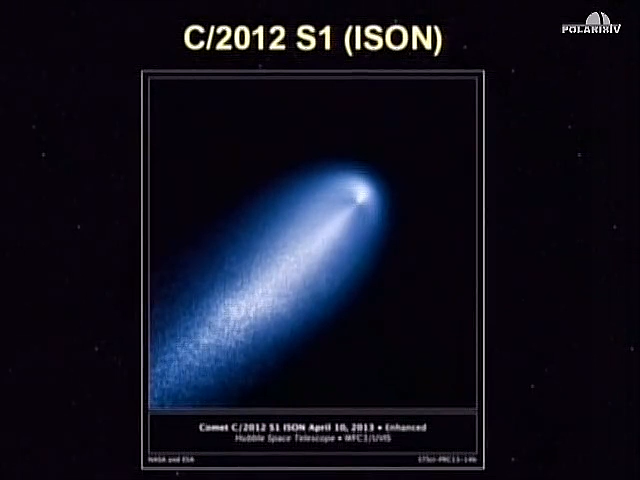 C/2012 S1 (ISON)
POLARIXIV
Comet C/2012 S1 ISON April 10, 2013 • Enhanced
Hubble Space Telescope • WFC3/UVIS
NASA and ESA
STScI-PRC13-14b